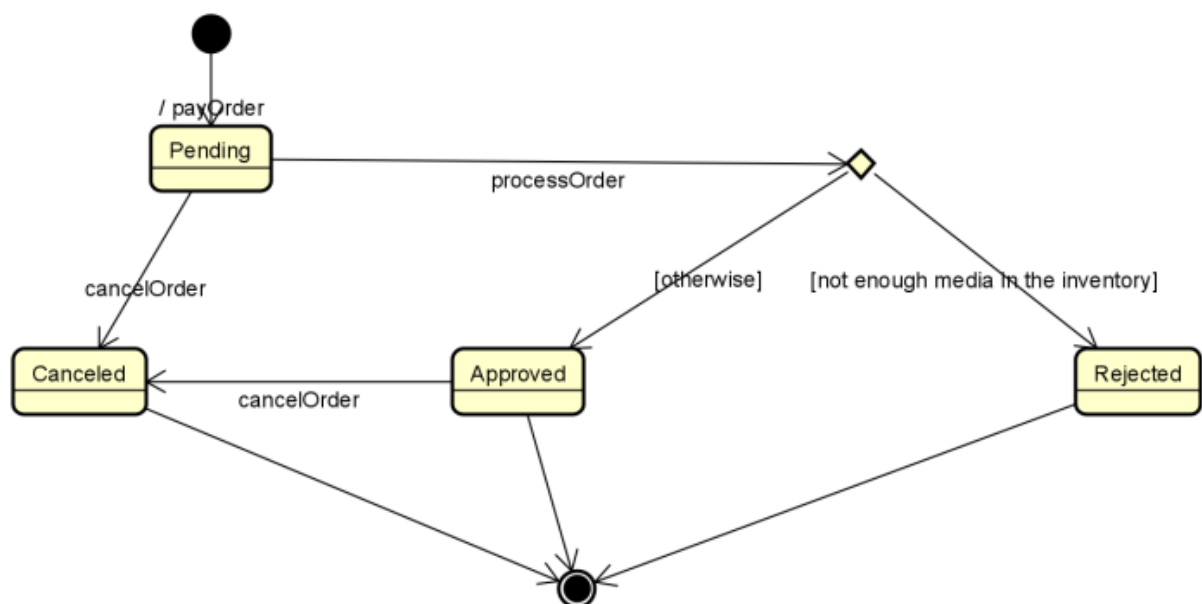 / payOrder
Pending
processOrder
cancelOrder
[otherwise]
[not enough media in the inventory]
Canceled
cancelOrder
Approved
Rejected